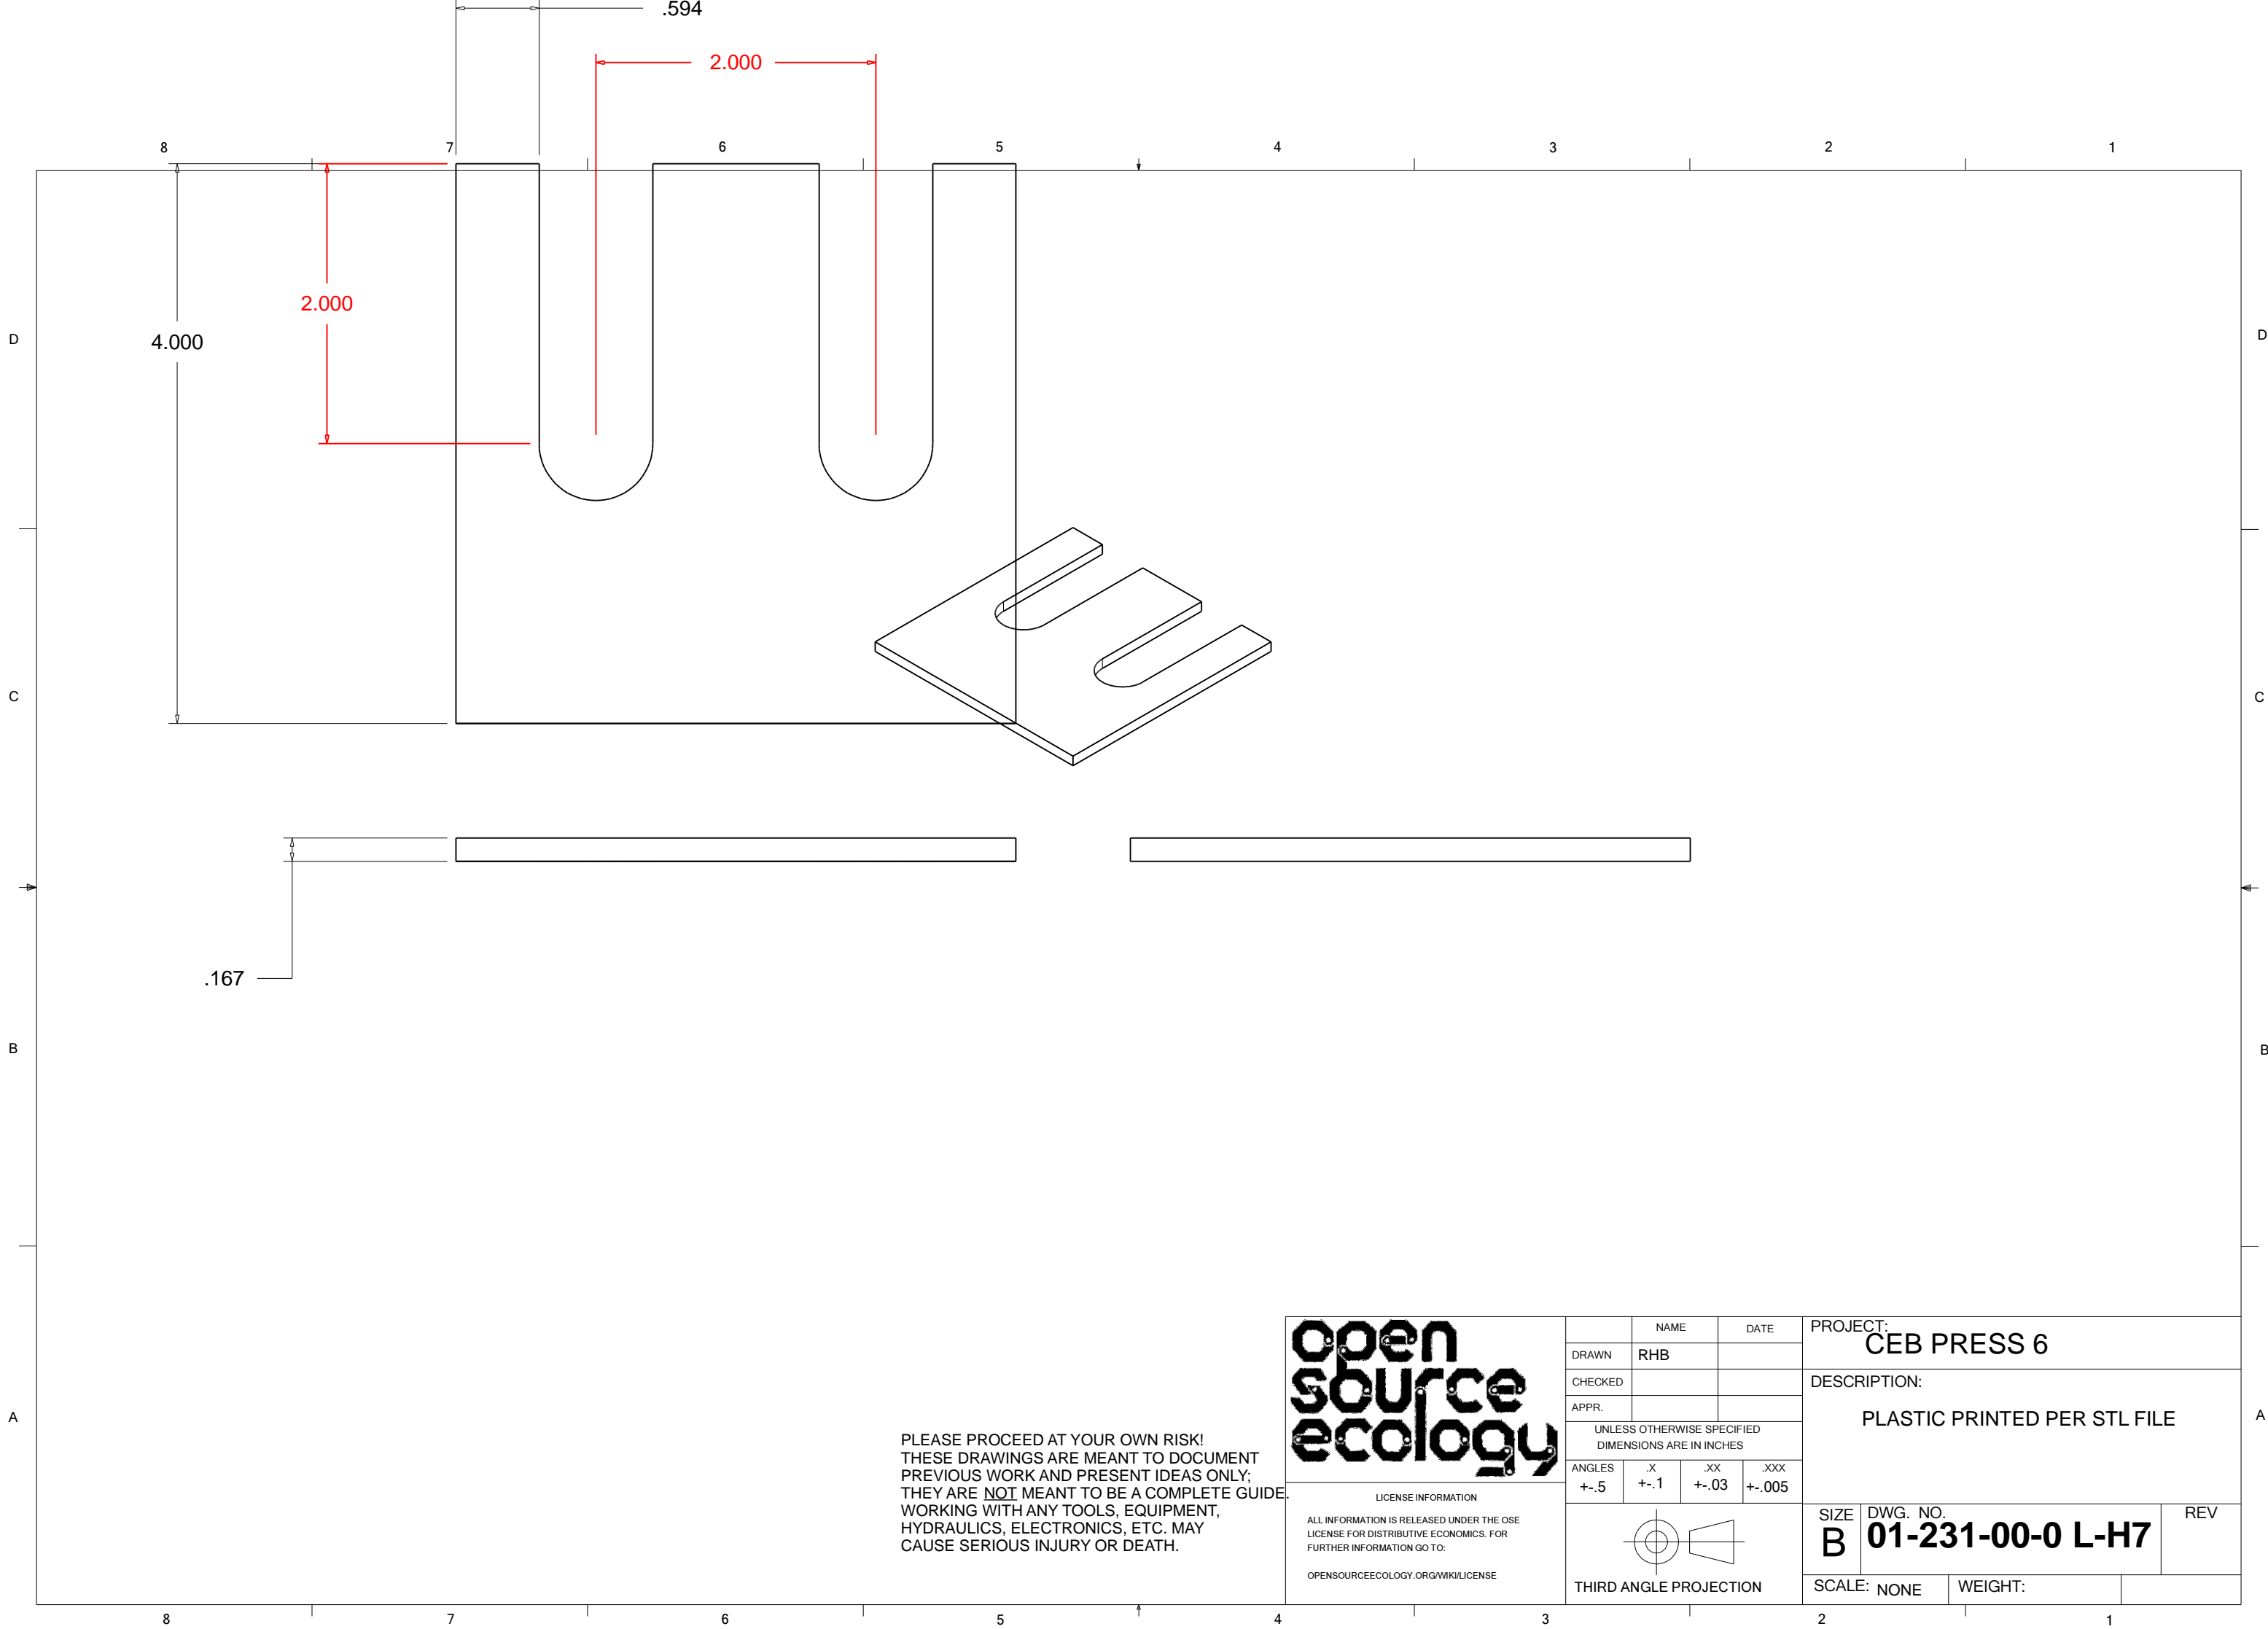 .594
2.000
8 7 6 5 4 3 2 1
2.000
4.000
D D
C C
.167
B B
A A
PLEASE PROCEED AT YOUR OWN RISK!
THESE DRAWINGS ARE MEANT TO DOCUMENT
PREVIOUS WORK AND PRESENT IDEAS ONLY;
THEY ARE NOT MEANT TO BE A COMPLETE GUIDE.
WORKING WITH ANY TOOLS, EQUIPMENT,
HYDRAULICS, ELECTRONICS, ETC. MAY
CAUSE SERIOUS INJURY OR DEATH.
open
source
ecology
LICENSE INFORMATION
ALL INFORMATION IS RELEASED UNDER THE OSE
LICENSE FOR DISTRIBUTIVE ECONOMICS. FOR
FURTHER INFORMATION GO TO:
OPENSOURCEECOLOGY.ORG/WIKI/LICENSE
NAME DATE
DRAWN RHB
CHECKED
APPR.
UNLESS OTHERWISE SPECIFIED
DIMENSIONS ARE IN INCHES
ANGLES .X .XX .XXX
+-.5 +-.1 +-.03 +-.005
THIRD ANGLE PROJECTION
PROJECT:
CEB PRESS 6
DESCRIPTION:
PLASTIC PRINTED PER STL FILE
SIZE DWG. NO. REV
B 01-231-00-0 L-H7
SCALE: NONE WEIGHT:
8 7 6 5 4 3 2 1